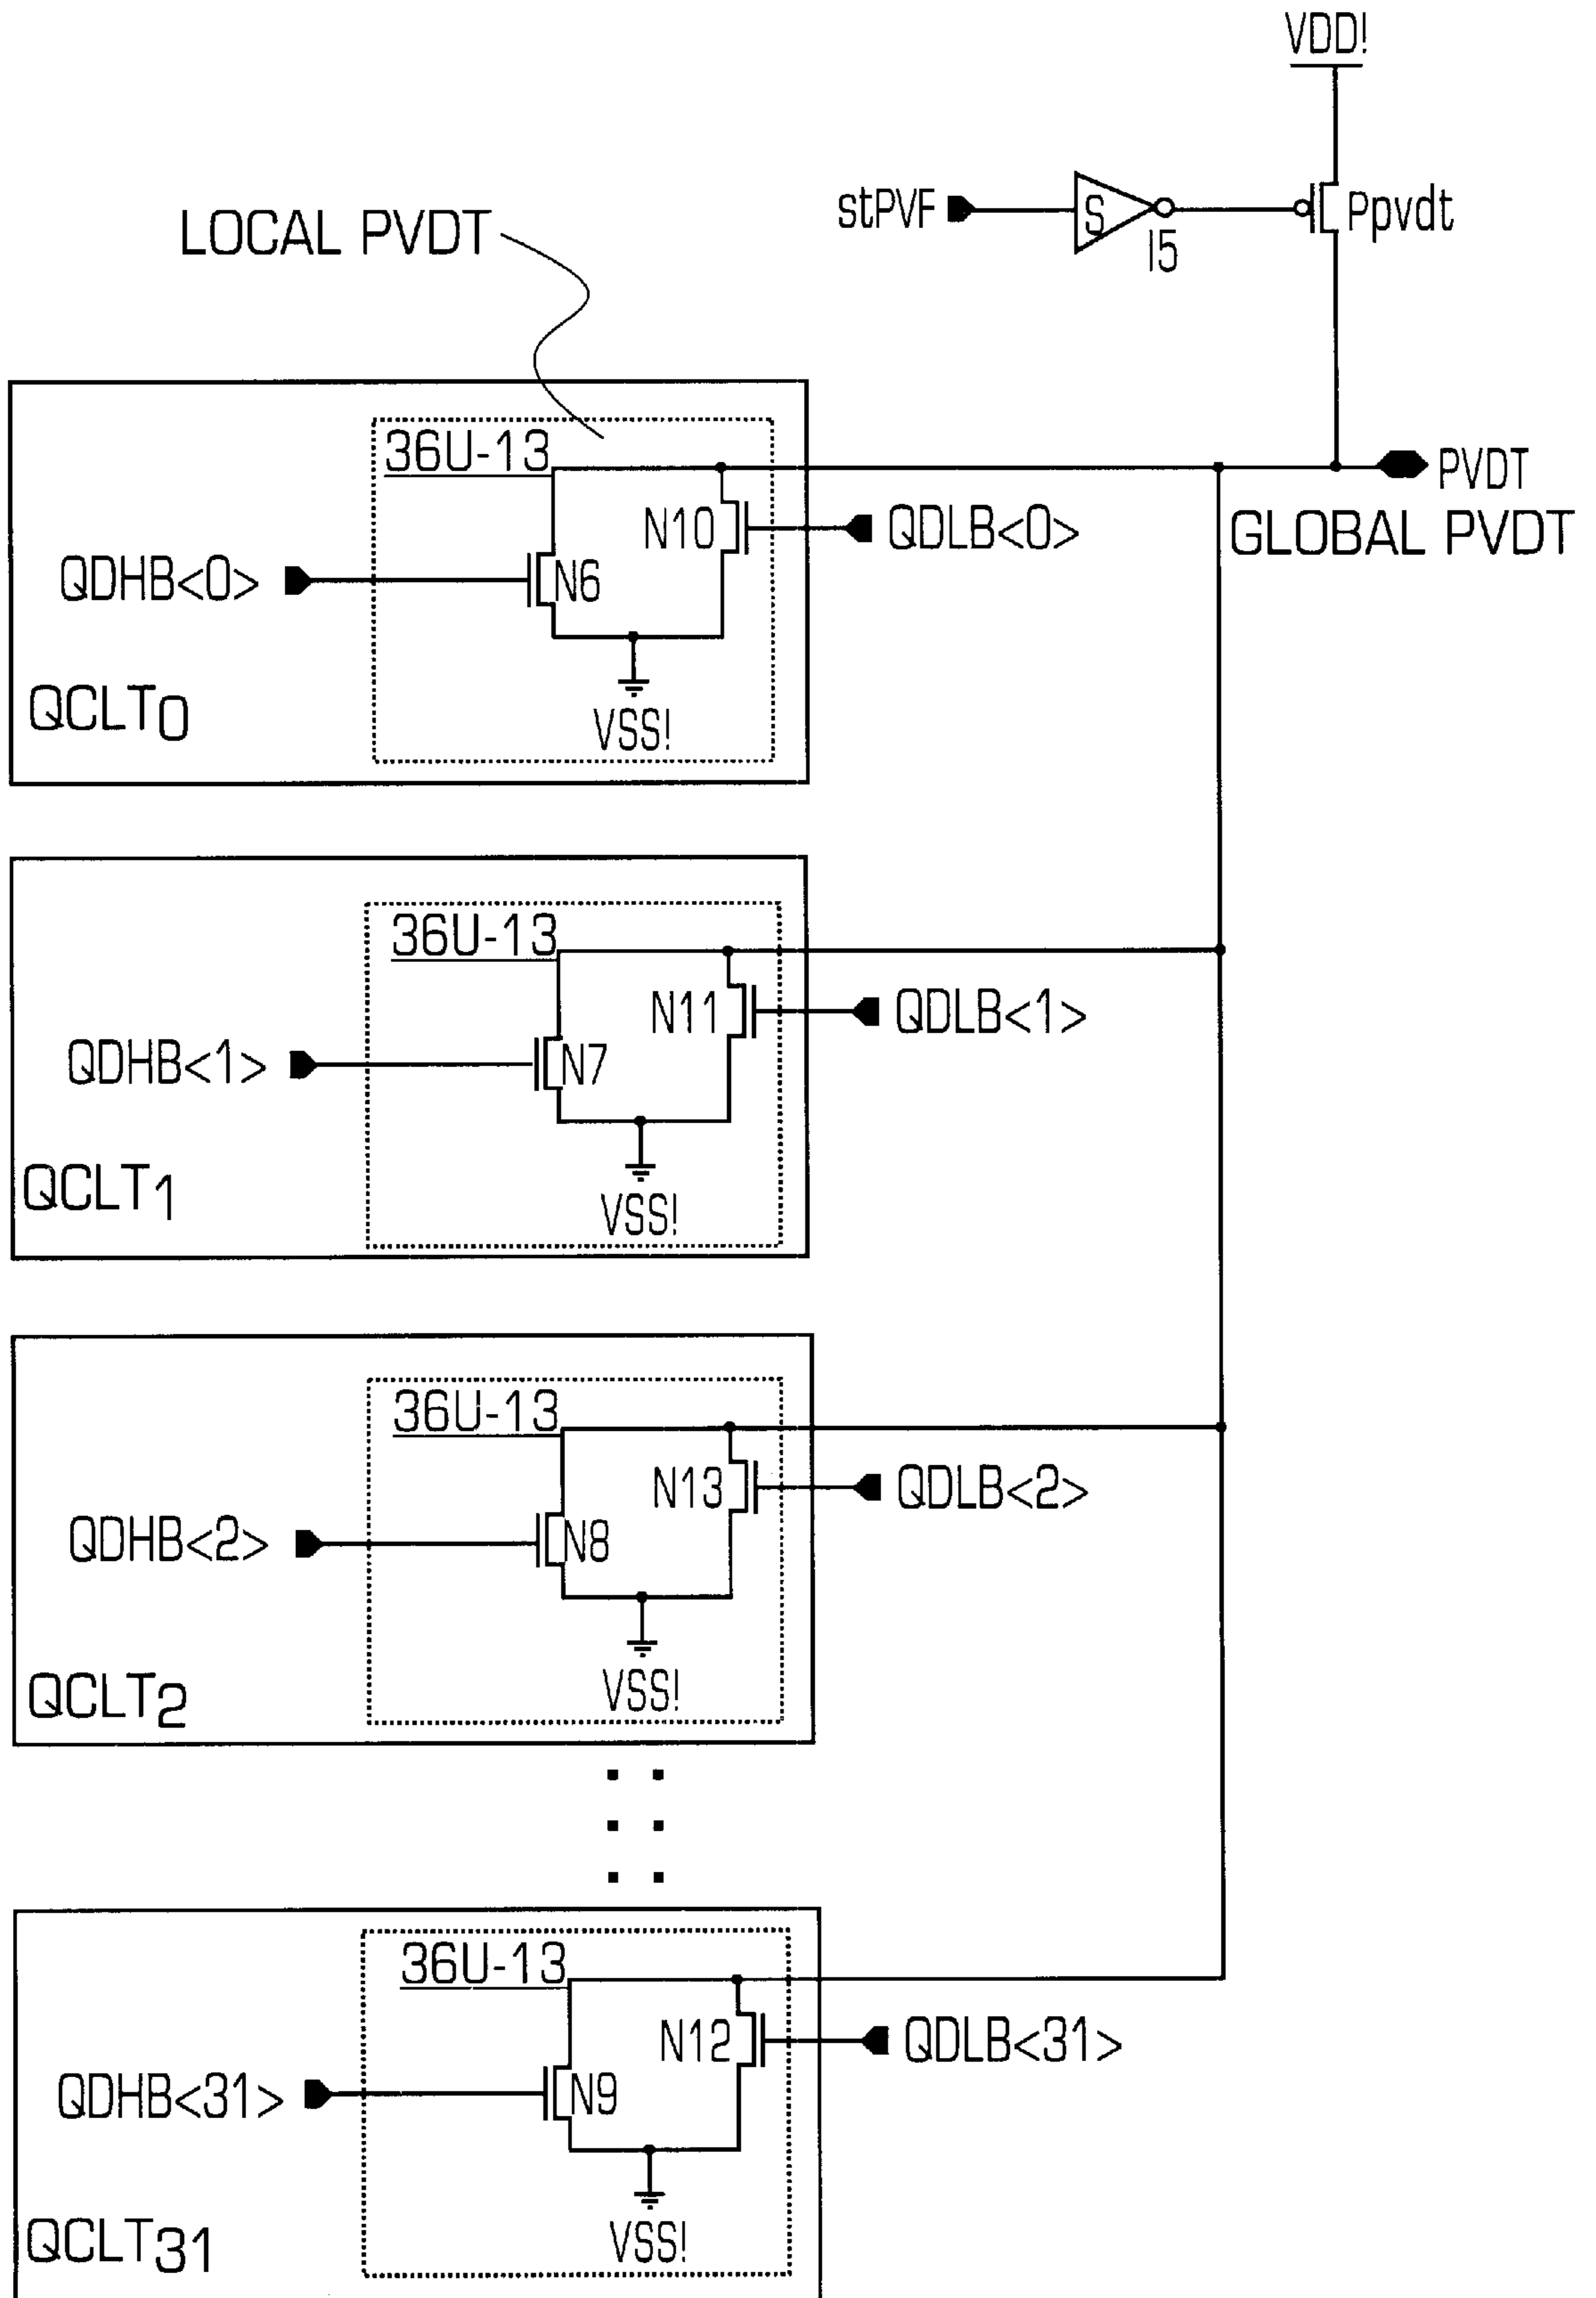 VDD!
stPVF
S
I5
Ppvdt
LOCAL PVDT
36U-13
N10
QDLB<0>
PVDT
GLOBAL PVDT
QDHB<0>
N6
QCLT0
VSS!
36U-13
N11
QDLB<1>
QDHB<1>
N7
QCLT1
VSS!
36U-13
N13
QDLB<2>
QDHB<2>
N8
QCLT2
VSS!
36U-13
N12
QDLB<31>
QDHB<31>
N9
QCLT31
VSS!